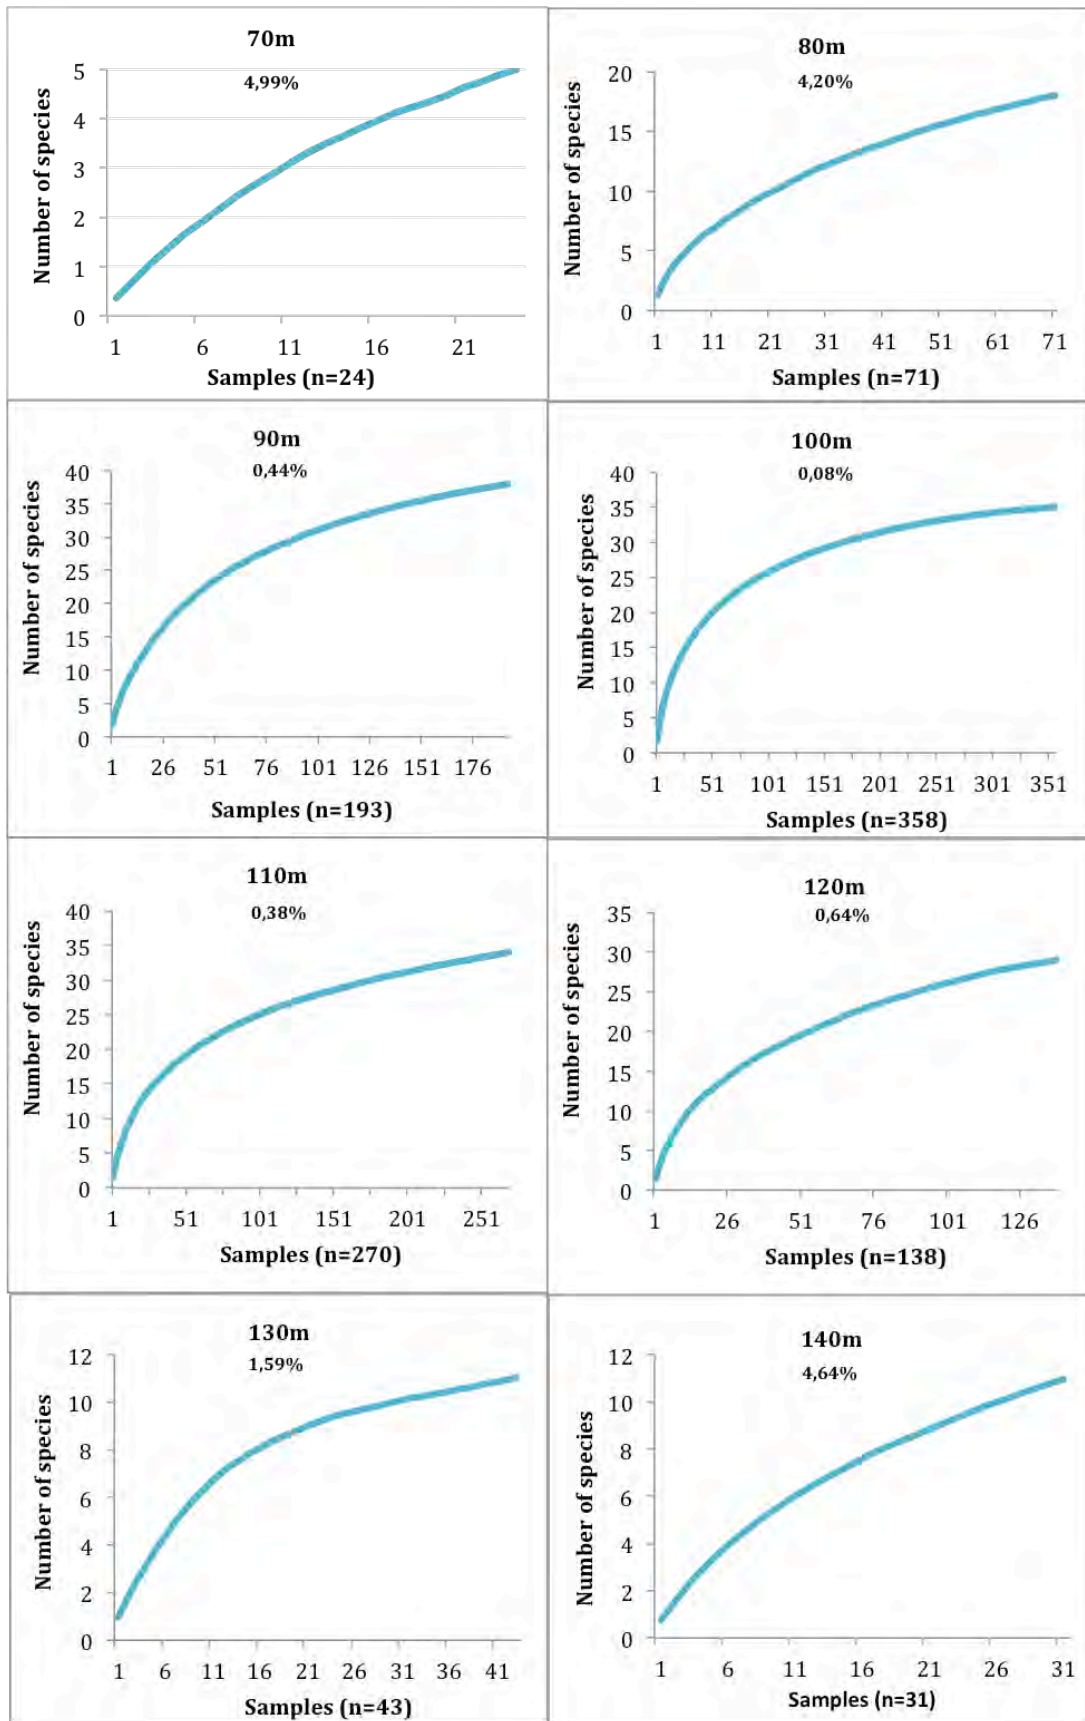 70m
4,99%
Number of species
5
4
3
2
1
0
1 6 11 16 21
Samples (n=24)
80m
4,20%
Number of species
20
15
10
5
0
1 11 21 31 41 51 61 71
Samples (n=71)
90m
0,44%
Number of species
40
35
30
25
20
15
10
5
0
1 26 51 76 101 126 151 176
Samples (n=193)
100m
0,08%
Number of species
40
35
30
25
20
15
10
5
0
1 51 101 151 201 251 301 351
Samples (n=358)
110m
0,38%
Number of species
40
35
30
25
20
15
10
5
0
1 51 101 151 201 251
Samples (n=270)
120m
0,64%
Number of species
35
30
25
20
15
10
5
0
1 26 51 76 101 126
Samples (n=138)
130m
1,59%
Number of species
12
10
8
6
4
2
0
1 6 11 16 21 26 31 36 41
Samples (n=43)
140m
4,64%
Number of species
12
10
8
6
4
2
0
1 6 11 16 21 26 31
Samples (n=31)